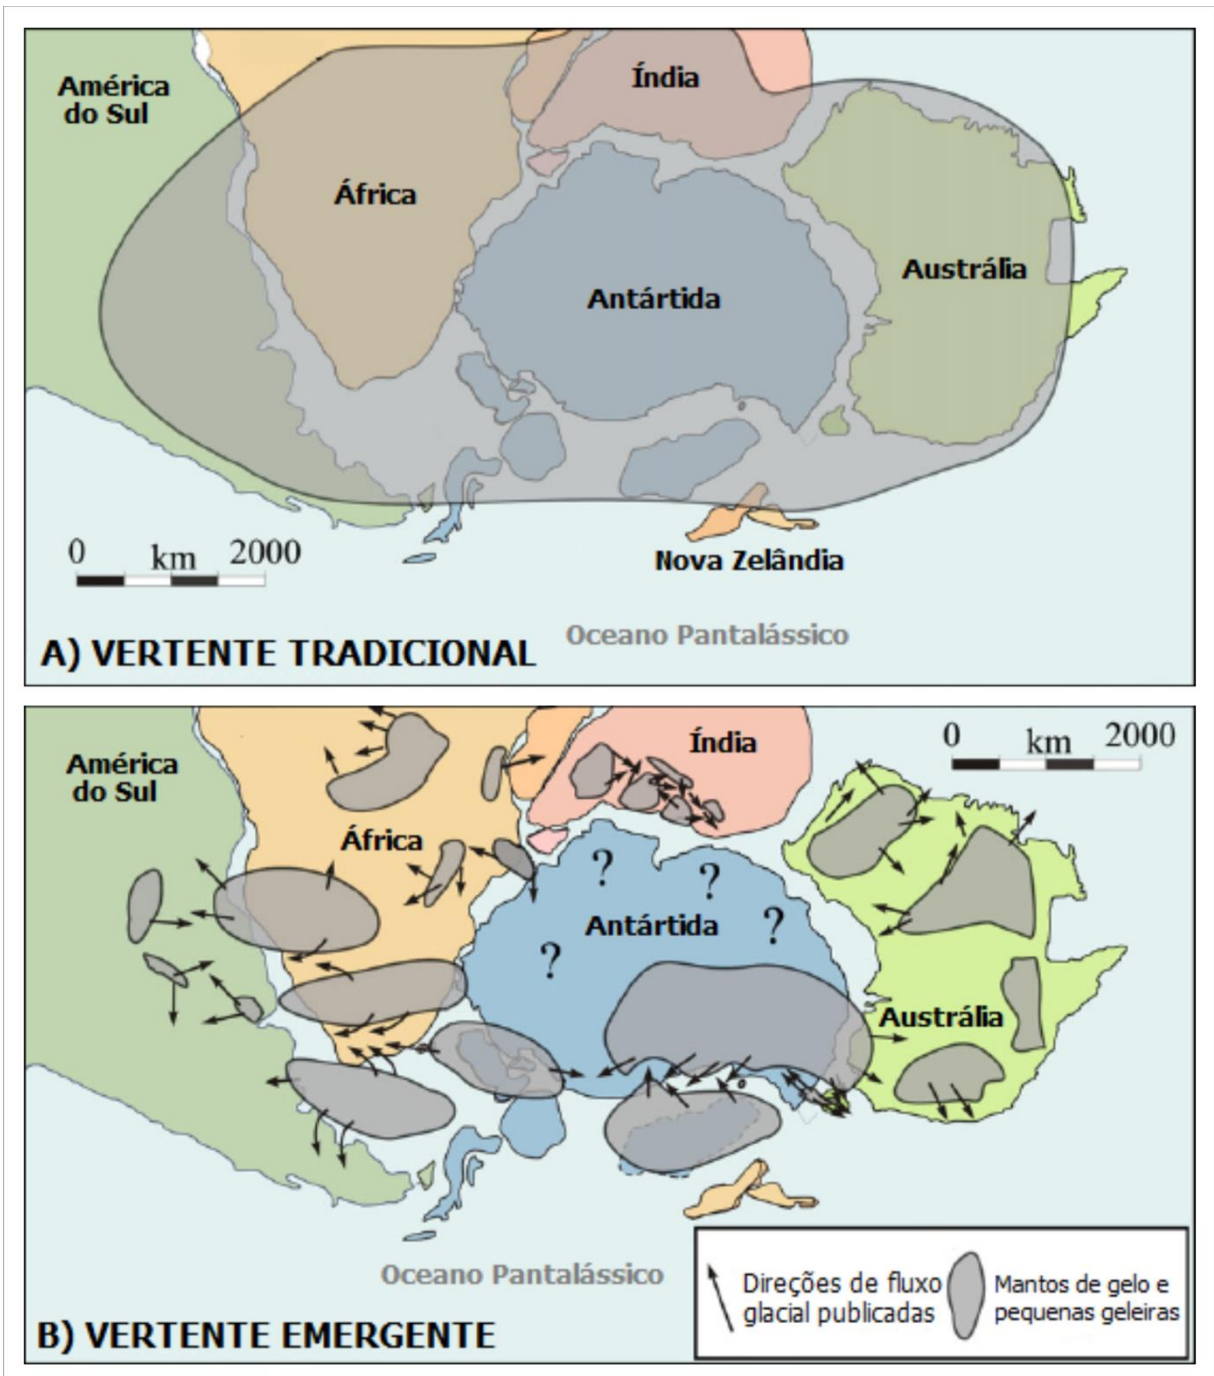 América
do Sul
Índia
África
Austrália
Antártida
0 km 2000
Nova Zelândia
Oceano Pantalássico
A) VERTENTE TRADICIONAL
América
do Sul
Índia
0 km 2000
África
?
?
Antártida
?
?
Austrália
Oceano Pantalássico
Direções de fluxo
glacial publicadas
Mantos de gelo e
pequenas geleiras
B) VERTENTE EMERGENTE